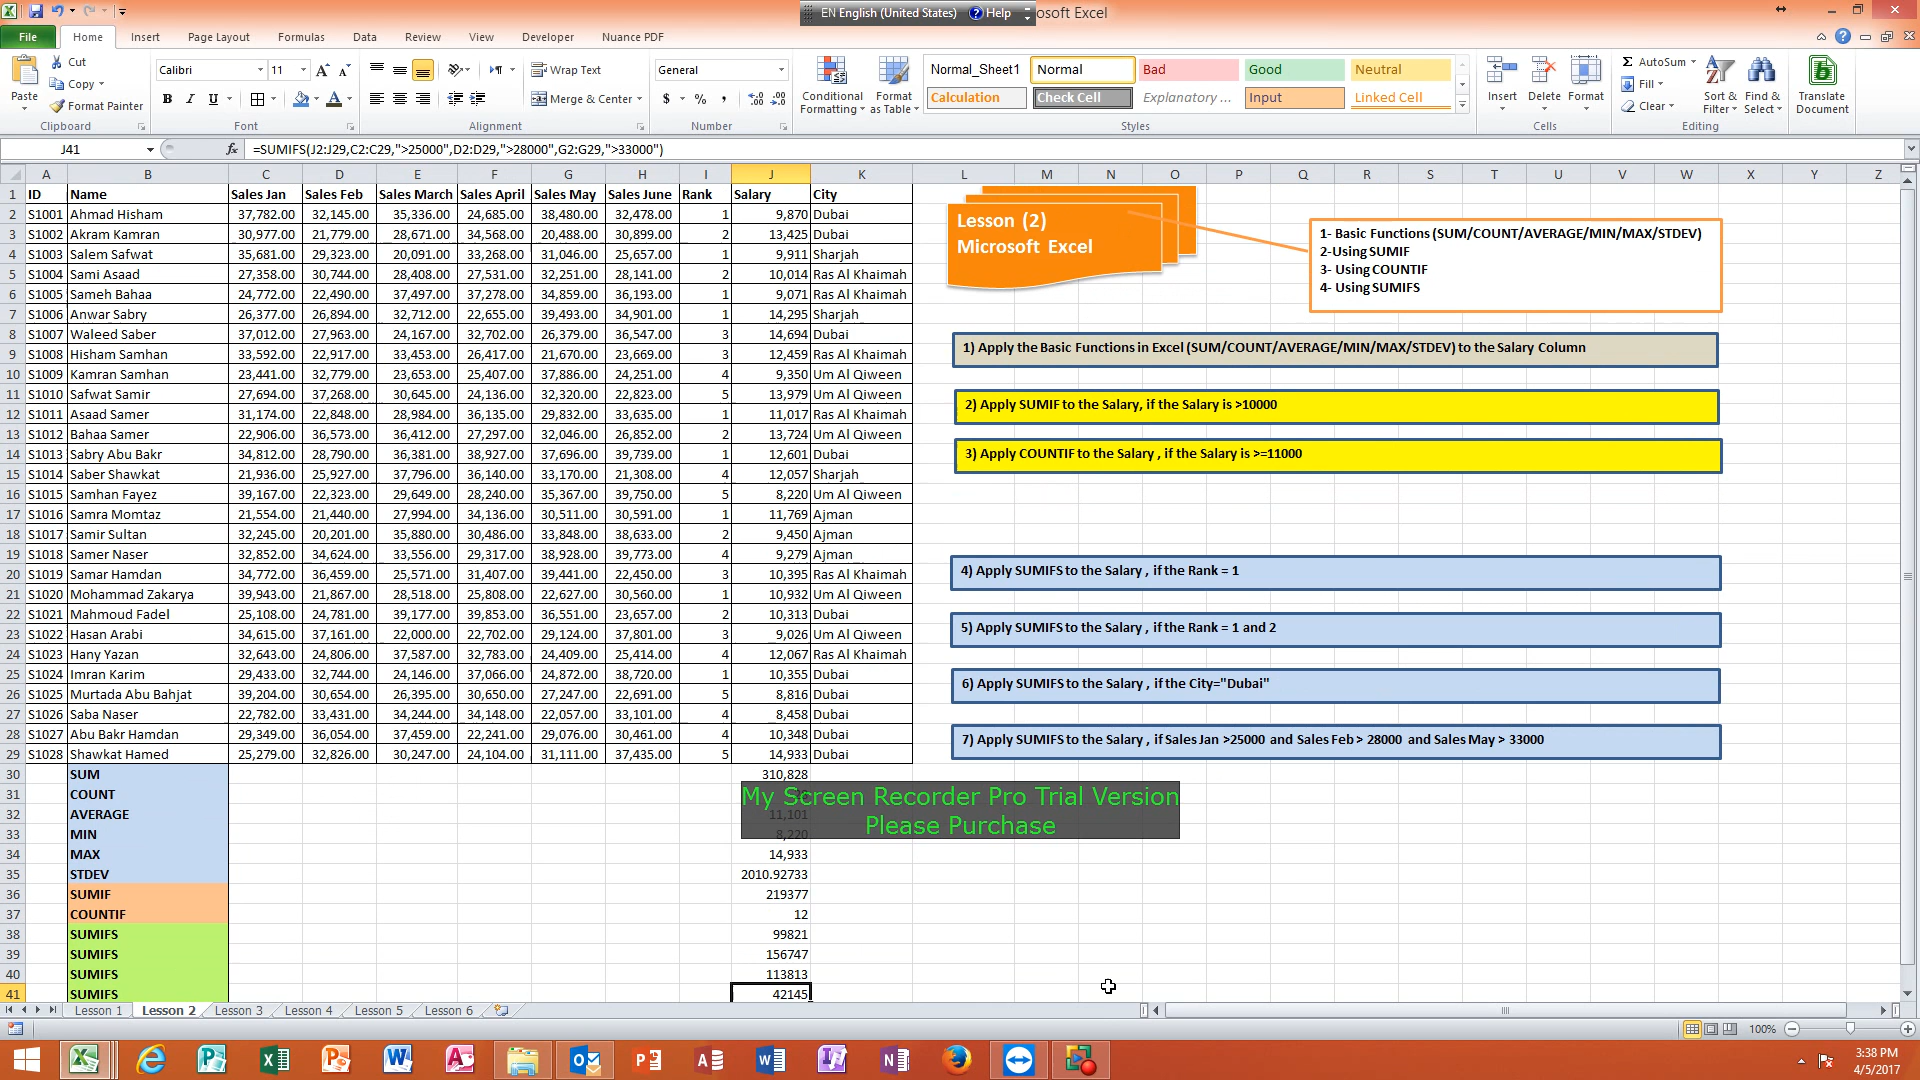 EN English (United States) Help osoft Excel
File Home Insert Page Layout Formulas Data Review View Developer Nuance PDF
Paste Cut Copy Format Painter Clipboard
Calibri 11 Font
Wrap Text Merge & Center Alignment
General Number
Conditional Formatting Format as Table
Normal_Sheet1 Normal Bad Good Neutral
Calculation Check Cell Explanatory ... Input Linked Cell
Styles
Insert Delete Format Cells
AutoSum Fill Clear Sort & Filter Find & Select Editing
Translate Document
J41 fx =SUMIFS(J2:J29,C2:C29,">25000",D2:D29,">28000",G2:G29,">33000")
A B C D E F G H I J K L M N O P Q R S T U V W X Y Z
1 ID Name Sales Jan Sales Feb Sales March Sales April Sales May Sales June Rank Salary City
2 S1001 Ahmad Hisham 37,782.00 32,145.00 35,336.00 24,685.00 38,480.00 32,478.00 1 9,870 Dubai
3 S1002 Akram Kamran 30,977.00 21,779.00 28,671.00 34,568.00 20,488.00 30,899.00 2 13,425 Dubai
4 S1003 Salem Safwat 35,681.00 29,323.00 20,091.00 33,268.00 31,046.00 25,657.00 1 9,911 Sharjah
5 S1004 Sami Asaad 27,358.00 30,744.00 28,408.00 27,531.00 32,251.00 28,141.00 2 10,014 Ras Al Khaimah
6 S1005 Sameh Bahaa 24,772.00 22,490.00 37,497.00 37,278.00 34,859.00 36,193.00 1 9,071 Ras Al Khaimah
7 S1006 Anwar Sabry 26,377.00 26,894.00 32,712.00 22,655.00 39,493.00 34,901.00 1 14,295 Sharjah
8 S1007 Waleed Saber 37,012.00 27,963.00 24,167.00 32,702.00 26,379.00 36,547.00 3 14,694 Dubai
9 S1008 Hisham Samhan 33,592.00 22,917.00 33,453.00 26,417.00 21,670.00 23,669.00 3 12,459 Ras Al Khaimah
10 S1009 Kamran Samhan 23,441.00 32,779.00 23,653.00 25,407.00 37,886.00 24,251.00 4 9,350 Um Al Qiween
11 S1010 Safwat Samir 27,694.00 37,268.00 30,645.00 24,136.00 32,320.00 22,823.00 5 13,979 Um Al Qiween
12 S1011 Asaad Samer 31,174.00 22,848.00 28,984.00 36,135.00 29,832.00 33,635.00 1 11,017 Ras Al Khaimah
13 S1012 Bahaa Samer 22,906.00 36,573.00 36,412.00 27,297.00 32,046.00 26,852.00 2 13,724 Um Al Qiween
14 S1013 Sabry Abu Bakr 34,812.00 28,790.00 36,381.00 38,927.00 37,696.00 39,739.00 1 12,601 Dubai
15 S1014 Saber Shawkat 21,936.00 25,927.00 37,796.00 36,140.00 33,170.00 21,308.00 4 12,057 Sharjah
16 S1015 Samhan Fayez 39,167.00 22,323.00 29,649.00 28,240.00 35,367.00 39,750.00 5 8,220 Um Al Qiween
17 S1016 Samra Momtaz 21,554.00 21,440.00 27,994.00 34,136.00 30,511.00 30,591.00 1 11,769 Ajman
18 S1017 Samir Sultan 32,245.00 20,201.00 35,880.00 30,486.00 33,848.00 38,633.00 2 9,450 Ajman
19 S1018 Samer Naser 32,852.00 34,624.00 33,556.00 29,317.00 38,928.00 39,773.00 4 9,279 Ajman
20 S1019 Samar Hamdan 34,772.00 36,459.00 25,571.00 31,407.00 39,441.00 22,450.00 3 10,395 Ras Al Khaimah
21 S1020 Mohammad Zakarya 39,943.00 21,867.00 28,518.00 25,808.00 22,627.00 30,560.00 1 10,932 Um Al Qiween
22 S1021 Mahmoud Fadel 25,108.00 24,781.00 39,177.00 39,853.00 36,551.00 23,657.00 2 10,313 Dubai
23 S1022 Hasan Arabi 34,615.00 37,161.00 22,000.00 22,702.00 29,124.00 37,801.00 3 9,026 Um Al Qiween
24 S1023 Hany Yazan 32,643.00 24,806.00 37,587.00 32,783.00 24,409.00 25,414.00 4 12,067 Ras Al Khaimah
25 S1024 Imran Karim 29,433.00 32,744.00 24,146.00 37,066.00 24,872.00 38,720.00 1 10,355 Dubai
26 S1025 Murtada Abu Bahjat 39,204.00 30,654.00 26,395.00 30,650.00 27,247.00 22,691.00 5 8,816 Dubai
27 S1026 Saba Naser 22,782.00 33,431.00 34,244.00 34,148.00 22,057.00 33,101.00 4 8,458 Dubai
28 S1027 Abu Bakr Hamdan 29,349.00 36,054.00 37,459.00 22,241.00 29,076.00 30,461.00 4 10,348 Dubai
29 S1028 Shawkat Hamed 25,279.00 32,826.00 30,247.00 24,104.00 31,111.00 37,435.00 5 14,933 Dubai
30 SUM 310,828
31 COUNT
32 AVERAGE 11,101
33 MIN 8,220
34 MAX 14,933
35 STDEV 2010.92733
36 SUMIF 219377
37 COUNTIF 12
38 SUMIFS 99821
39 SUMIFS 156747
40 SUMIFS 113813
41 SUMIFS 42145
Lesson (2)
Microsoft Excel
1- Basic Functions (SUM/COUNT/AVERAGE/MIN/MAX/STDEV)
2-Using SUMIF
3- Using COUNTIF
4- Using SUMIFS
1) Apply the Basic Functions in Excel (SUM/COUNT/AVERAGE/MIN/MAX/STDEV) to the Salary Column
2) Apply SUMIF to the Salary, if the Salary is >10000
3) Apply COUNTIF to the Salary , if the Salary is >=11000
4) Apply SUMIFS to the Salary , if the Rank = 1
5) Apply SUMIFS to the Salary , if the Rank = 1 and 2
6) Apply SUMIFS to the Salary , if the City="Dubai"
7) Apply SUMIFS to the Salary , if Sales Jan >25000 and Sales Feb > 28000 and Sales May > 33000
My Screen Recorder Pro Trial Version
Please Purchase
Lesson 1 Lesson 2 Lesson 3 Lesson 4 Lesson 5 Lesson 6
100%
3:38 PM
4/5/2017